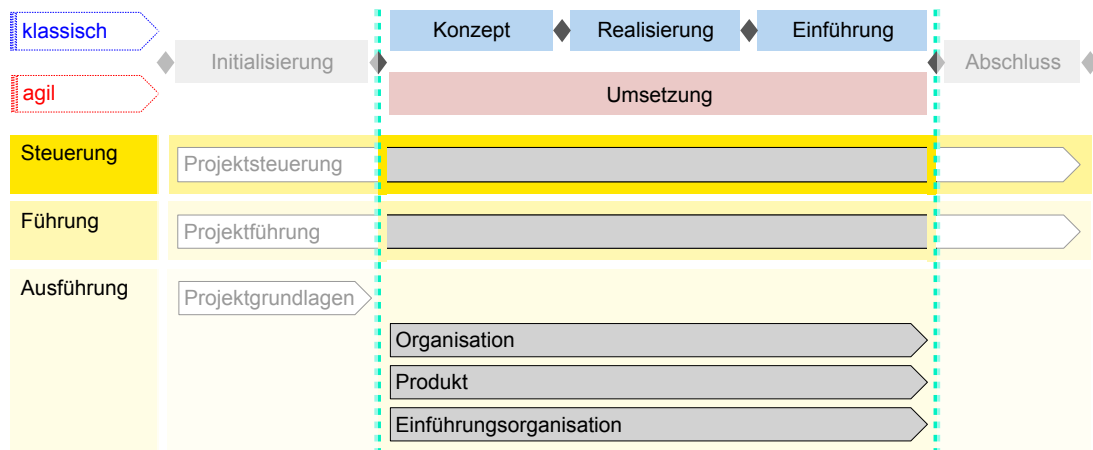 klassisch
Konzept
Realisierung
Einführung
Initialisierung
Abschluss
agil
Umsetzung
Steuerung
Projektsteuerung
Führung
Projektführung
Ausführung
Projektgrundlagen
Organisation
Produkt
Einführungsorganisation